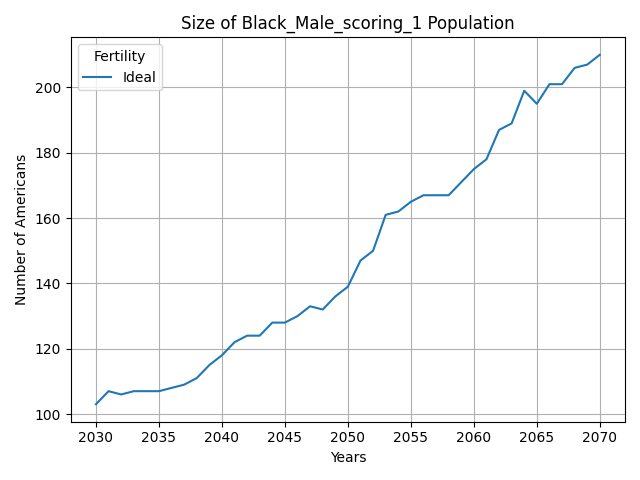 Size of Black_Male_scoring_1 Population
Fertility
Ideal
Number of Americans
200
180
160
140
120
100
2030 2035 2040 2045 2050 2055 2060 2065 2070
Years